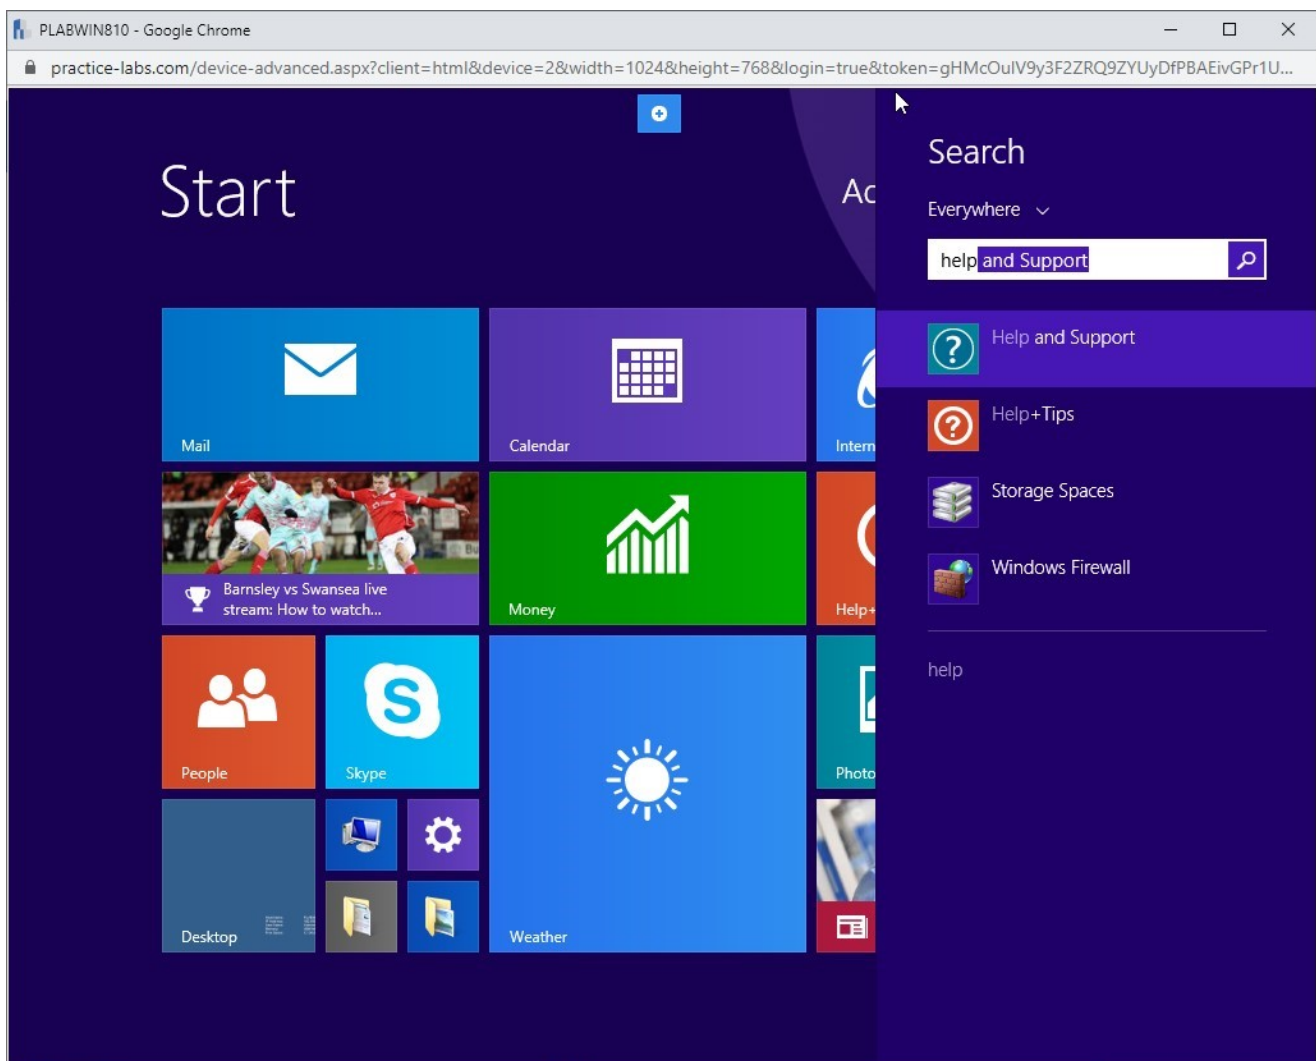 PLABWIN810 - Google Chrome
practice-labs.com/device-advanced.aspx?client=html&device=2&width=1024&height=768&login=true&token=gHMcOulV9y3F2ZRQ9ZYUyDfPBAEivGPr1U...
Start
Ac
Mail
Calendar
Intern
Barnsley vs Swansea live
stream: How to watch...
Money
Help+
People
Skype
Photo
Desktop
Weather
Search
Everywhere
help and Support
Help and Support
Help+Tips
Storage Spaces
Windows Firewall
help